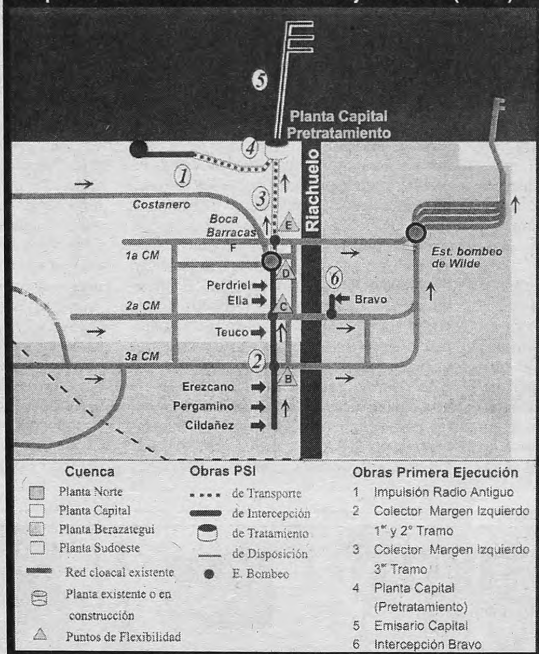 5
Planta Capital
Pretratamiento
4
1
Riachuelo
3
Costanero
Boca
Barracas
E
F
1a CM
Est. bombeo
de Wilde
D
6
Perdriel
Elia
Bravo
C
2a CM
Teuco
3a CM
2
B
Erezcano
Pergamino
Cildañez
Cuenca
Planta Norte
Planta Capital
Planta Berazategui
Planta Sudoeste
Red cloacal existente
Planta existente o en
construcción
Puntos de Flexibilidad
Obras PSI
de Transporte
de Intercepción
de Tratamiento
de Disposición
E. Bombeo
Obras Primera Ejecución
1 Impulsión Radio Antiguo
2 Colector Margen Izquierdo
1er y 2° Tramo
3 Colector Margen Izquierdo
3er Tramo
4 Planta Capital
(Pretratamiento)
5 Emisario Capital
6 Intercepción Bravo